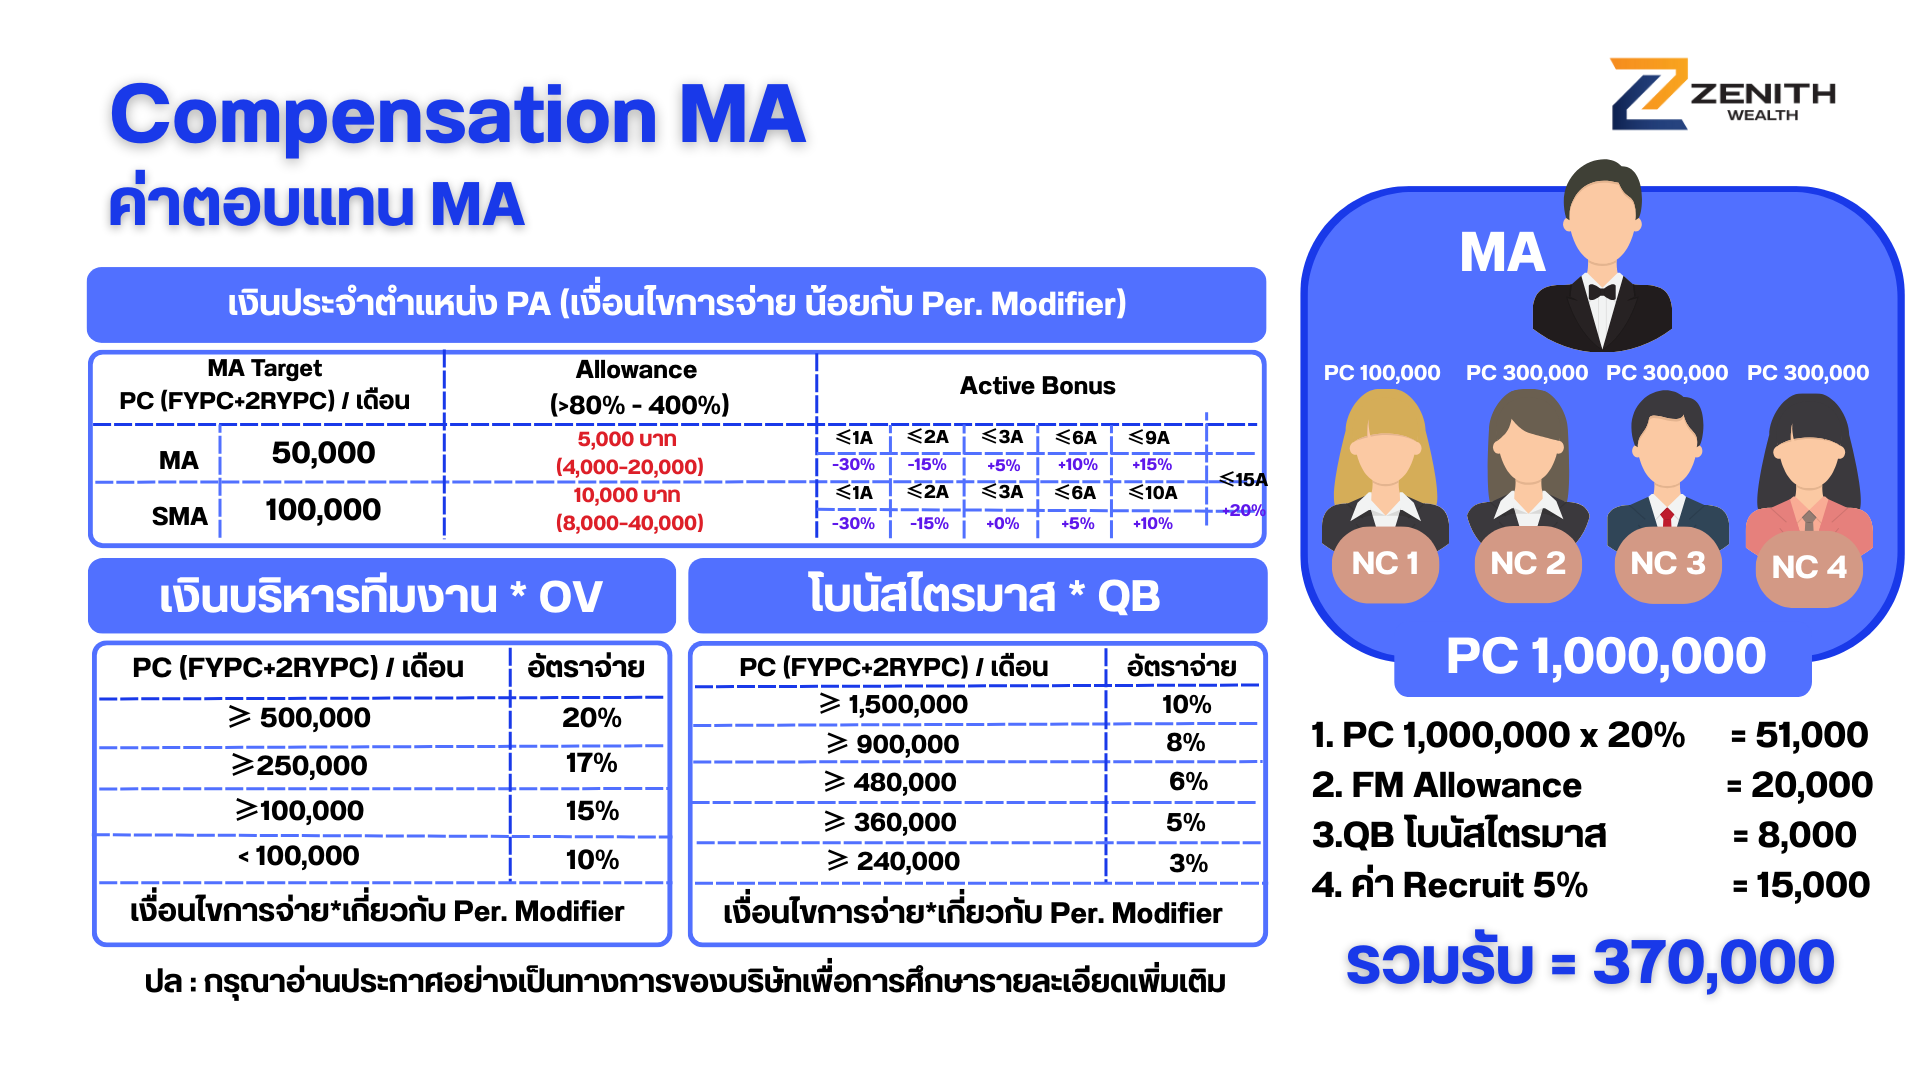 Compensation MA
ค่าตอบแทน MA
ZENITH
WEALTH
เงินประจำตำแหน่ง PA (เงื่อนไขการจ่าย น้อยกับ Per. Modifier)
MA Target
PC (FYPC+2RYPC) / เดือน
Allowance
(>80% - 400%)
Active Bonus
MA 50,000
5,000 บาท
(4,000-20,000)
⩽1A ⩽2A ⩽3A ⩽6A ⩽9A
-30% -15% +5% +10% +15%
SMA 100,000
10,000 บาท
(8,000-40,000)
⩽1A ⩽2A ⩽3A ⩽6A ⩽10A
-30% -15% +0% +5% +10%
⩽15A
+20%
เงินบริหารทีมงาน * OV
PC (FYPC+2RYPC) / เดือน อัตราจ่าย
⩾ 500,000 20%
⩾250,000 17%
⩾100,000 15%
< 100,000 10%
เงื่อนไขการจ่าย*เกี่ยวกับ Per. Modifier
โบนัสไตรมาส * QB
PC (FYPC+2RYPC) / เดือน อัตราจ่าย
⩾ 1,500,000 10%
⩾ 900,000 8%
⩾ 480,000 6%
⩾ 360,000 5%
⩾ 240,000 3%
เงื่อนไขการจ่าย*เกี่ยวกับ Per. Modifier
ปล : กรุณาอ่านประกาศอย่างเป็นทางการของบริษัทเพื่อการศึกษารายละเอียดเพิ่มเติม
MA
PC 100,000 PC 300,000 PC 300,000 PC 300,000
NC 1 NC 2 NC 3 NC 4
PC 1,000,000
1. PC 1,000,000 x 20% = 51,000
2. FM Allowance = 20,000
3.QB โบนัสไตรมาส = 8,000
4. ค่า Recruit 5% = 15,000
รวมรับ = 370,000